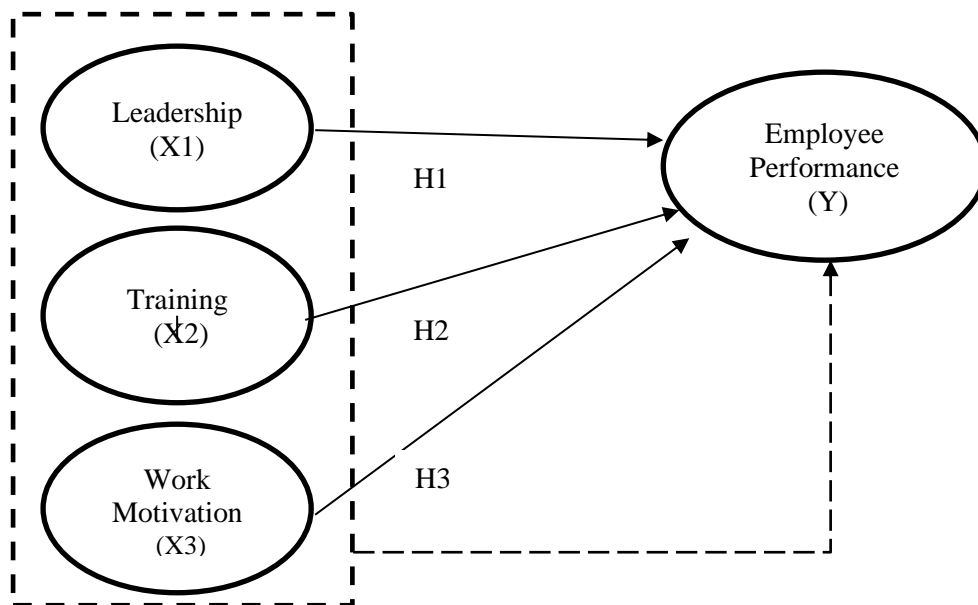 Leadership
(X1)
Employee
Performance
(Y)
H1
Training
(X2)
H2
Work
Motivation
(X3)
H3